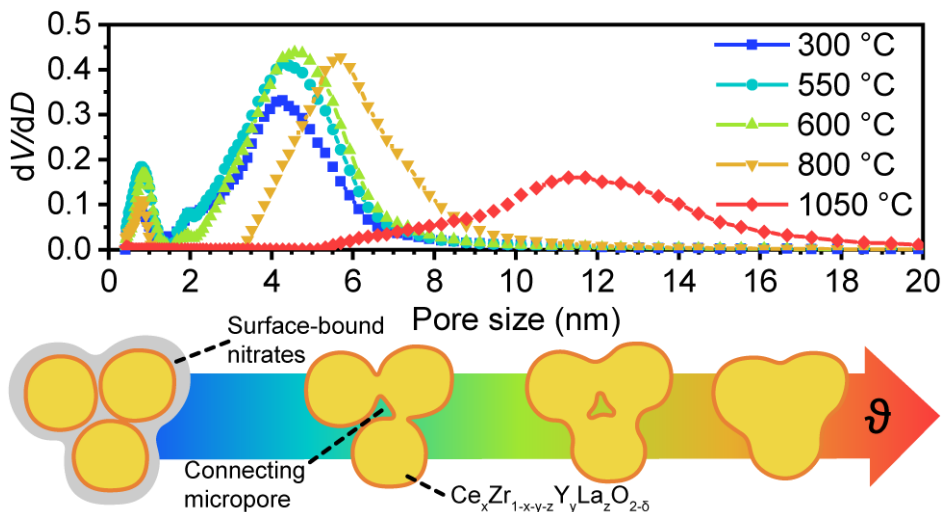 0.5
0.4
0.3
0.2
0.1
0.0
dV/dD
300 °C
550 °C
600 °C
800 °C
1050 °C
0 2 4 6 8 10 12 14 16 18 20
Pore size (nm)
Surface-bound
nitrates
Connecting
micropore
CeₓZr₁₋ₓ₋y₋zYyLazO₂₋δ
ϑ